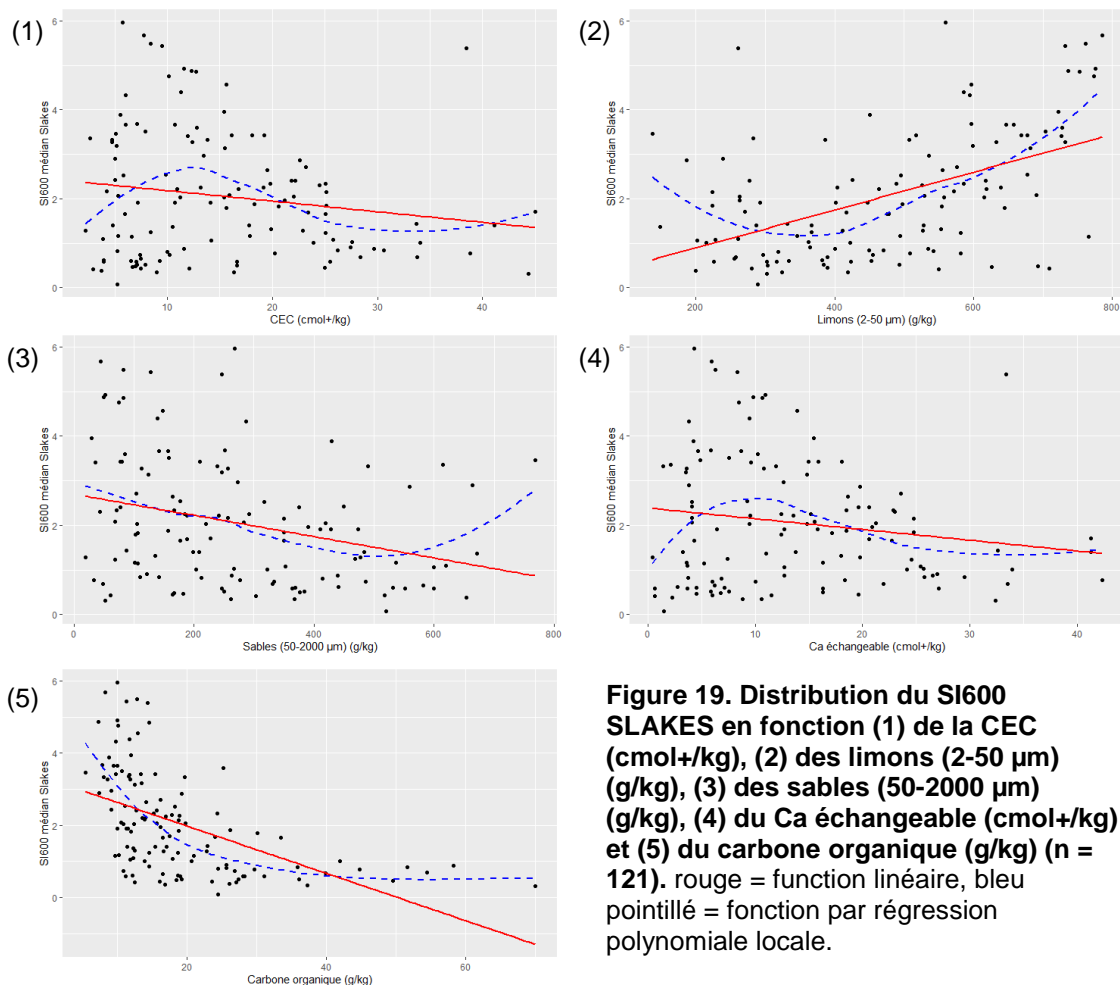 (1)
6
4
2
0
SI600 médian Slakes
10
20
30
40
CEC (cmol+/kg)
(2)
6
4
2
0
SI600 médian Slakes
200
400
600
800
Limons (2-50 µm) (g/kg)
(3)
6
4
2
0
SI600 médian Slakes
0
200
400
600
800
Sables (50-2000 µm) (g/kg)
(4)
6
4
2
0
SI600 médian Slakes
0
10
20
30
40
Ca échangeable (cmol+/kg)
(5)
6
4
2
0
SI600 médian Slakes
20
40
60
Carbone organique (g/kg)
Figure 19. Distribution du SI600
SLAKES en fonction (1) de la CEC
(cmol+/kg), (2) des limons (2-50 µm)
(g/kg), (3) des sables (50-2000 µm)
(g/kg), (4) du Ca échangeable (cmol+/kg)
et (5) du carbone organique (g/kg) (n =
121). rouge = function linéaire, bleu
pointillé = fonction par régression
polynomiale locale.